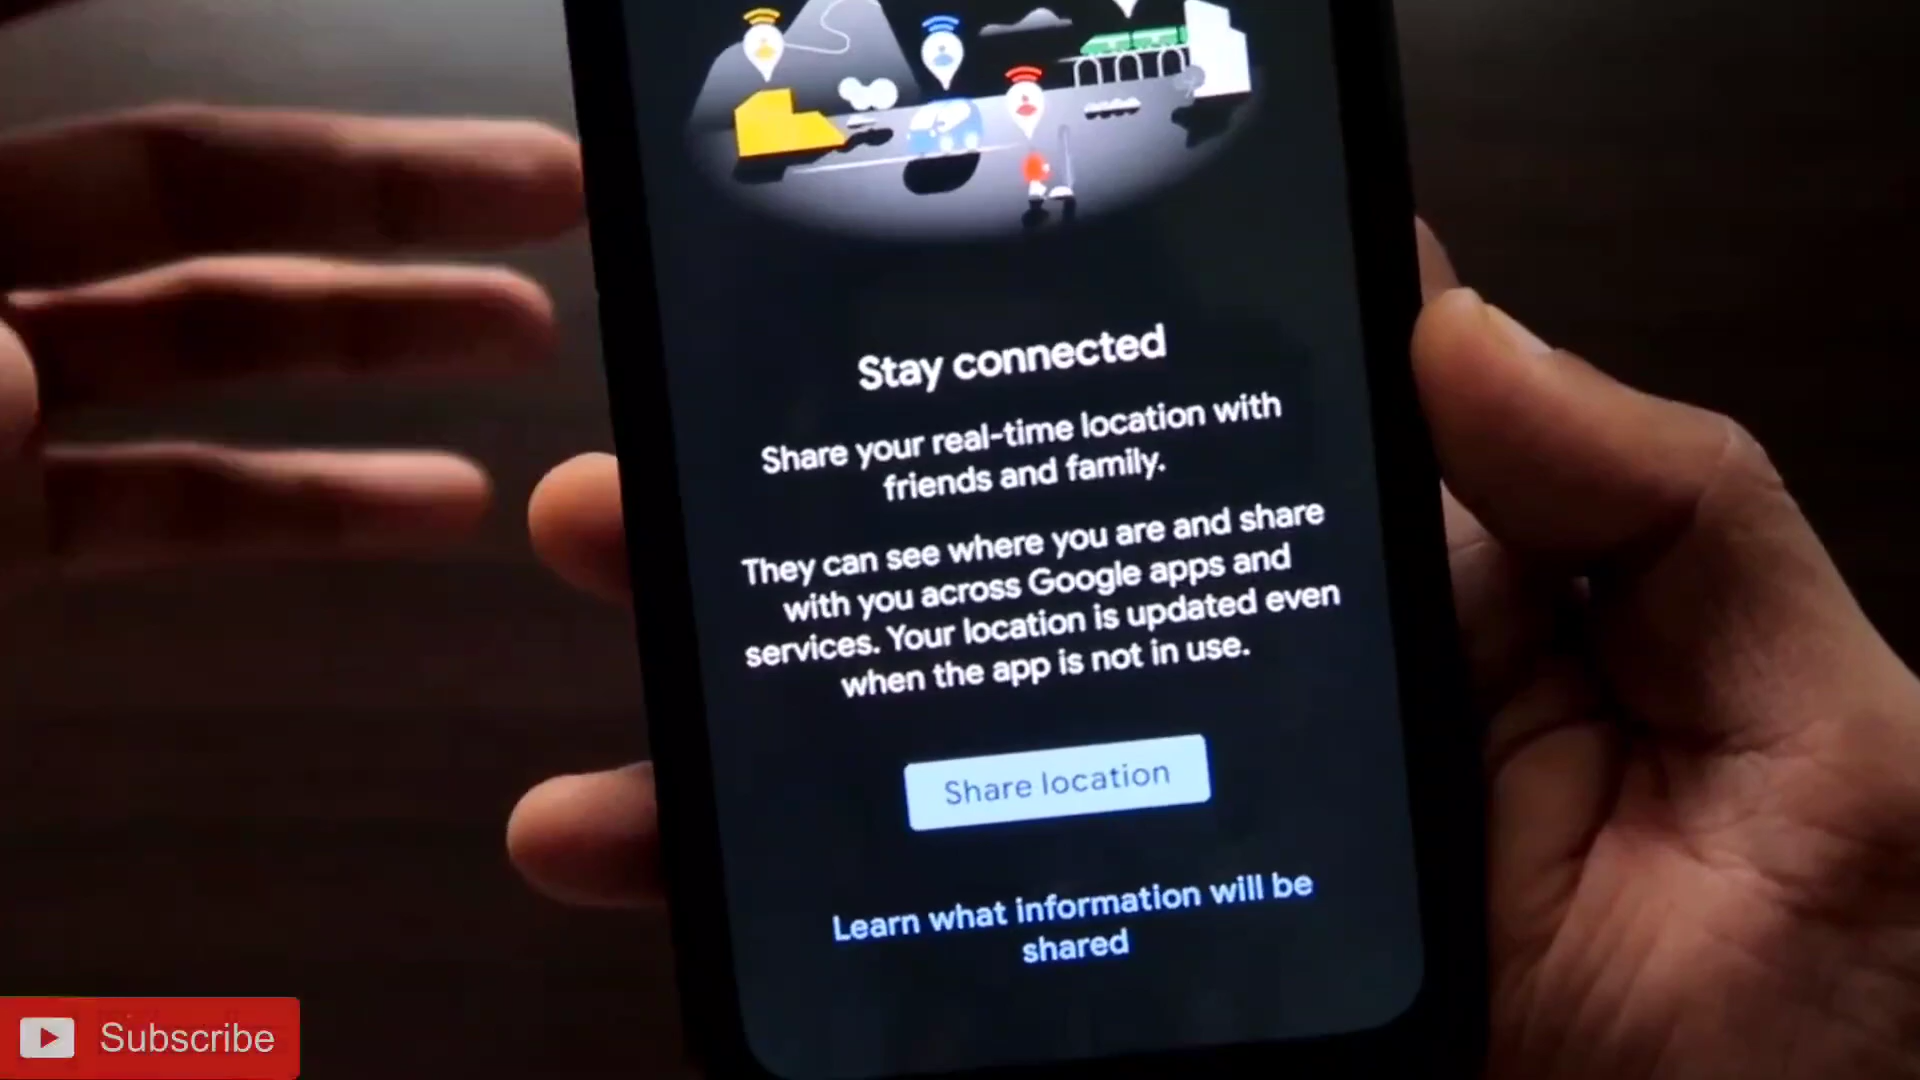 Stay connected
Share your real-time location with
friends and family.
They can see where you are and share
with you across Google apps and
services. Your location is updated even
when the app is not in use.
Share location
Learn what information will be
shared
Subscribe